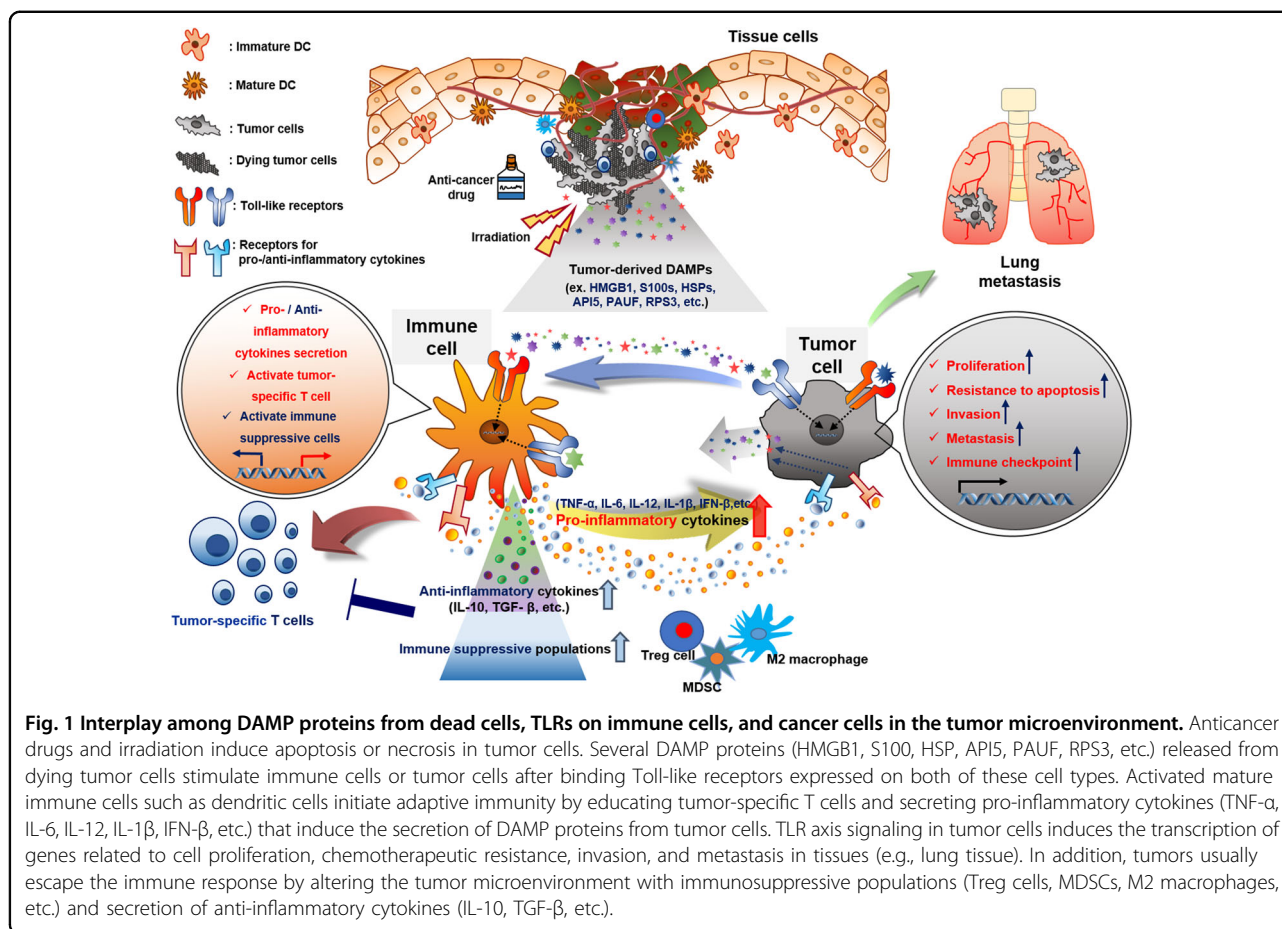 : Immature DC
: Mature DC
: Tumor cells
: Dying tumor cells
: Toll-like receptors
: Receptors for
pro-/anti-inflammatory cytokines
Tissue cells
Anti-cancer
drug
Irradiation
Tumor-derived DAMPs
(ex. HMGB1, S100s, HSPs,
API5, PAUF, RPS3, etc.)
Lung
metastasis
✓ Pro- / Anti-
inflammatory
cytokines secretion
✓ Activate tumor-
specific T cell
✓ Activate immune
suppressive cells
Immune
cell
Tumor
cell
✓ Proliferation
✓ Resistance to apoptosis
✓ Invasion
✓ Metastasis
✓ Immune checkpoint
(TNF-α, IL-6, IL-12, IL-1β, IFN-β,etc.)
Pro-inflammatory cytokines
Anti-inflammatory cytokines
(IL-10, TGF- β, etc.)
Immune suppressive populations
Tumor-specific T cells
Treg cell
MDSC
M2 macrophage
Fig. 1 Interplay among DAMP proteins from dead cells, TLRs on immune cells, and cancer cells in the tumor microenvironment. Anticancer
drugs and irradiation induce apoptosis or necrosis in tumor cells. Several DAMP proteins (HMGB1, S100, HSP, API5, PAUF, RPS3, etc.) released from
dying tumor cells stimulate immune cells or tumor cells after binding Toll-like receptors expressed on both of these cell types. Activated mature
immune cells such as dendritic cells initiate adaptive immunity by educating tumor-specific T cells and secreting pro-inflammatory cytokines (TNF-α,
IL-6, IL-12, IL-1β, IFN-β, etc.) that induce the secretion of DAMP proteins from tumor cells. TLR axis signaling in tumor cells induces the transcription of
genes related to cell proliferation, chemotherapeutic resistance, invasion, and metastasis in tissues (e.g., lung tissue). In addition, tumors usually
escape the immune response by altering the tumor microenvironment with immunosuppressive populations (Treg cells, MDSCs, M2 macrophages,
etc.) and secretion of anti-inflammatory cytokines (IL-10, TGF-β, etc.).